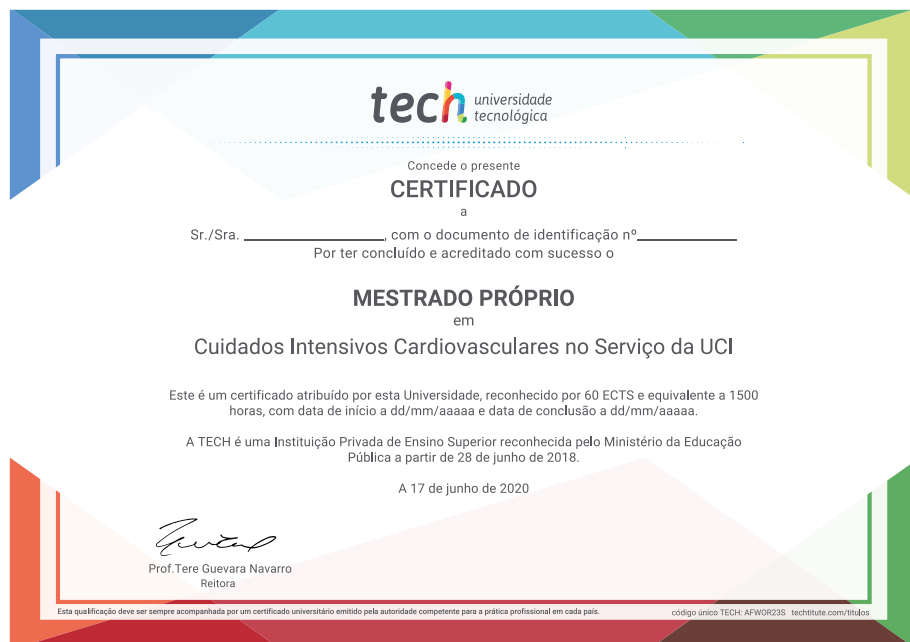 tech universidade
tecnológica
Concede o presente
CERTIFICADO
a
Sr./Sra. ________________, com o documento de identificação nº____________
Por ter concluído e acreditado com sucesso o
MESTRADO PRÓPRIO
em
Cuidados Intensivos Cardiovasculares no Serviço da UCI
Este é um certificado atribuído por esta Universidade, reconhecido por 60 ECTS e equivalente a 1500
horas, com data de início a dd/mm/aaaaa e data de conclusão a dd/mm/aaaaa.
A TECH é uma Instituição Privada de Ensino Superior reconhecida pelo Ministério da Educação
Pública a partir de 28 de junho de 2018.
A 17 de junho de 2020
Prof.Tere Guevara Navarro
Reitora
Esta qualificação deve ser sempre acompanhada por um certificado universitário emitido pela autoridade competente para a prática profissional em cada país.
código único TECH: AFWOR23S techtitute.com/titulos